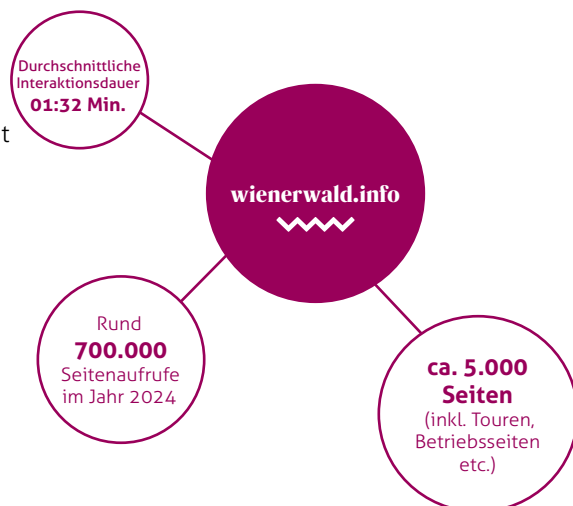 Durchschnittliche
Interaktionsdauer
01:32 Min.
t
wienerwald.info
Rund
700.000
Seitenaufrufe
im Jahr 2024
ca. 5.000
Seiten
(inkl. Touren,
Betriebsseiten
etc.)